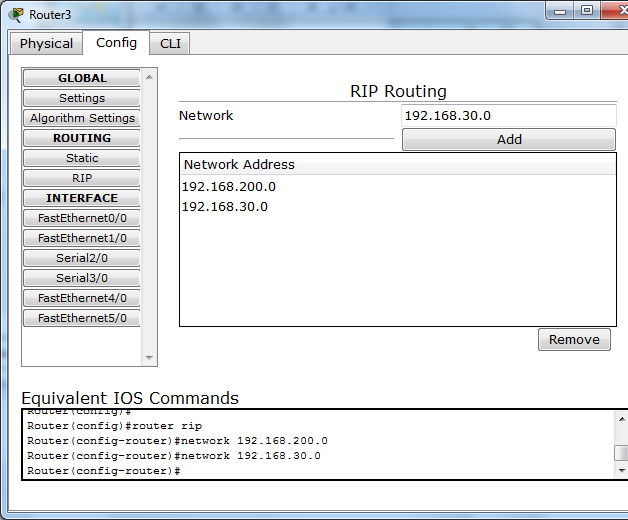 Router3
Physical Config CLI
GLOBAL
Settings
Algorithm Settings
ROUTING
Static
RIP
INTERFACE
FastEthernet0/0
FastEthernet1/0
Serial2/0
Serial3/0
FastEthernet4/0
FastEthernet5/0
RIP Routing
Network 192.168.30.0
Add
Network Address
192.168.200.0
192.168.30.0
Remove
Equivalent IOS Commands
Router(config)#
Router(config)#router rip
Router(config-router)#network 192.168.200.0
Router(config-router)#network 192.168.30.0
Router(config-router)#